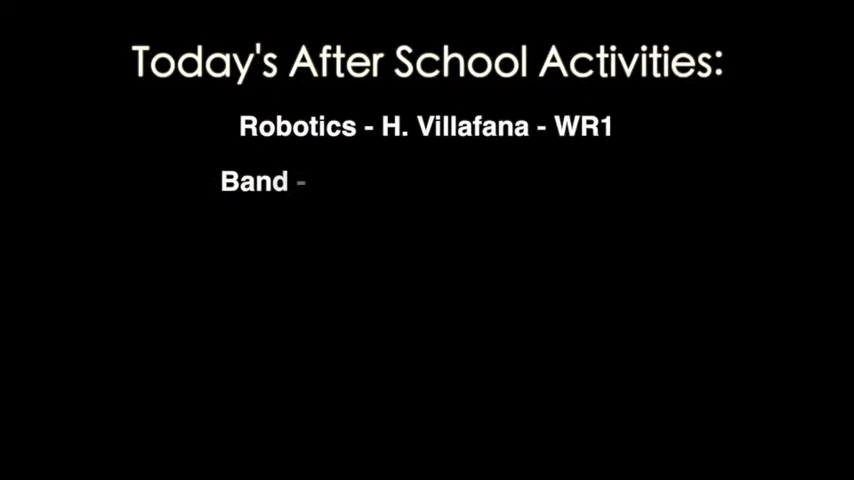 Today's After School Activities:
Robotics - H. Villafana - WR1
Band -